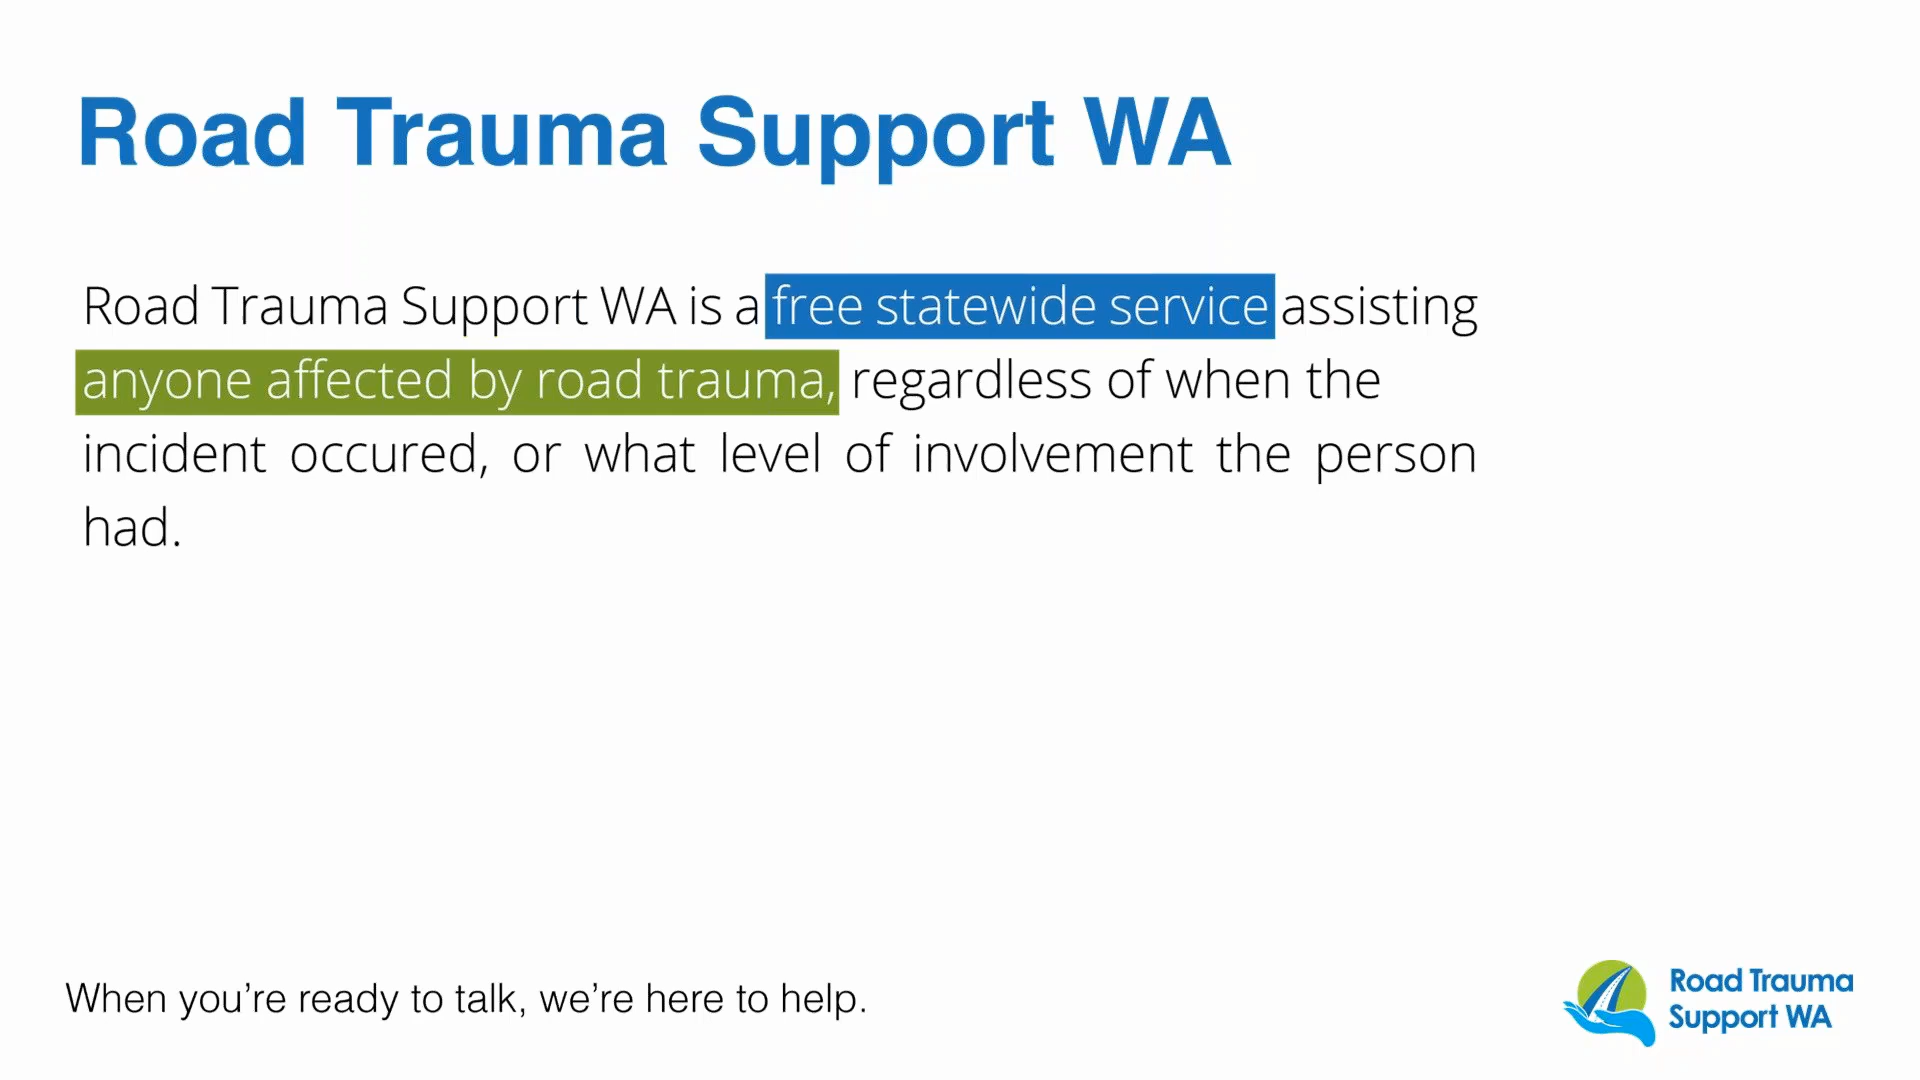 Road Trauma Support WA
Road Trauma Support WA is a free statewide service assisting
anyone affected by road trauma, regardless of when the
incident occured, or what level of involvement the person
had.
When you’re ready to talk, we’re here to help.
Road Trauma
Support WA